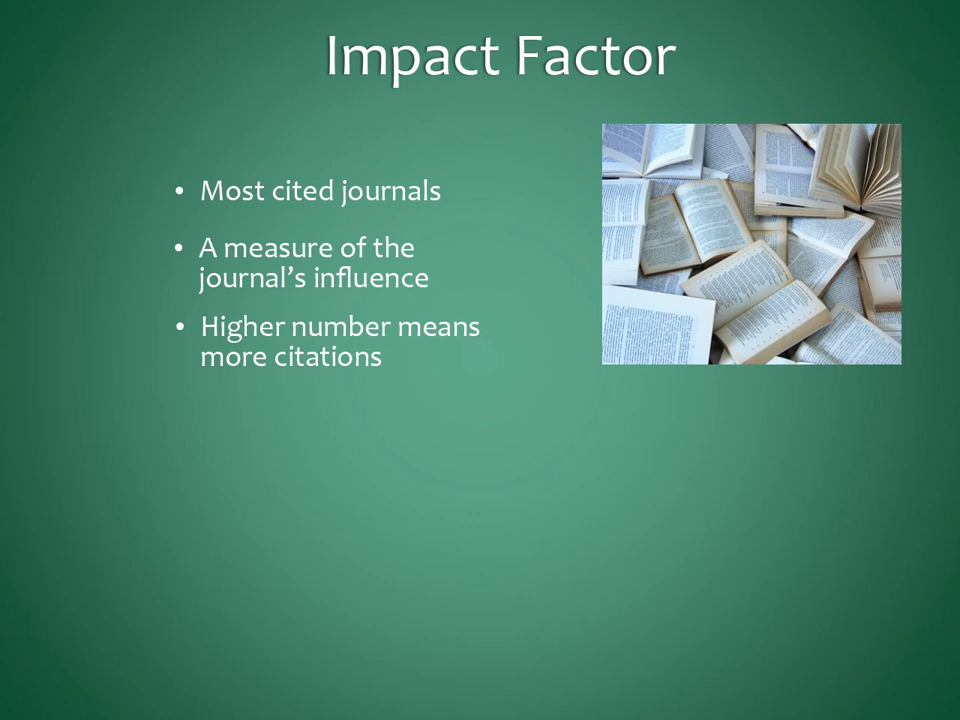 Impact Factor
• Most cited journals
• A measure of the
journal’s influence
• Higher number means
more citations